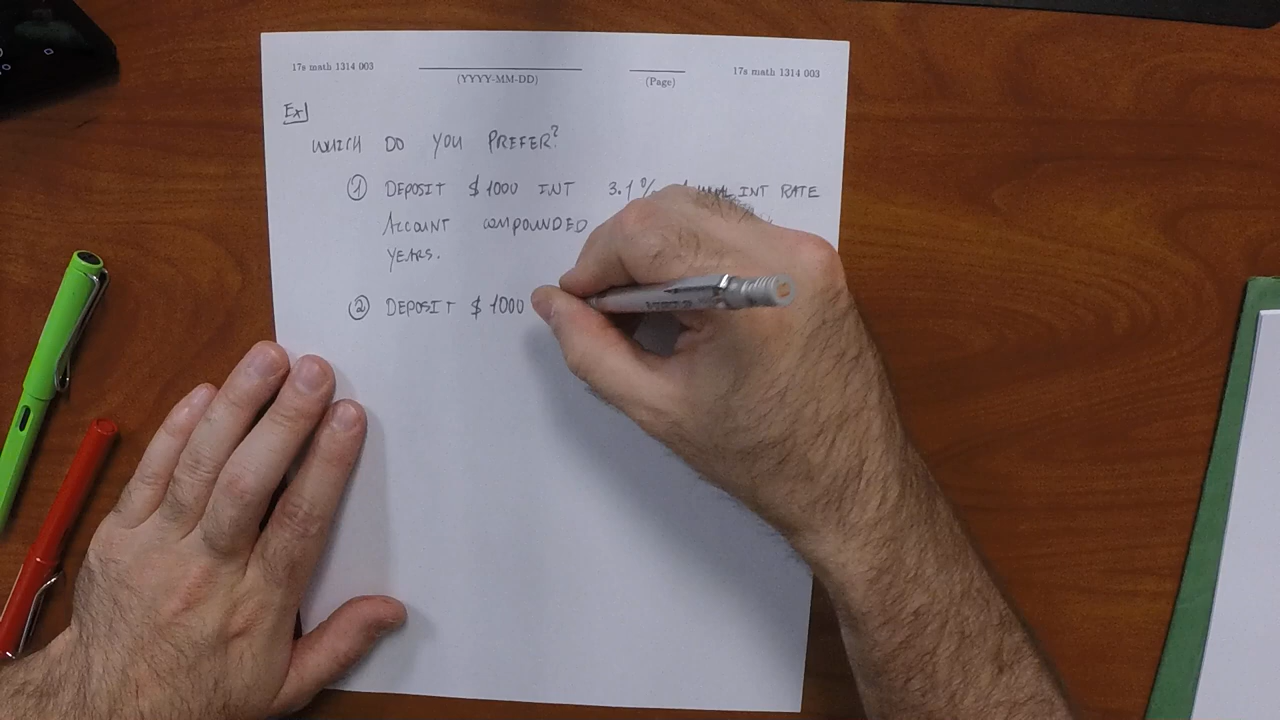 17s math 1314 003 (YYYY-MM-DD) (Page) 17s math 1314 003
Ex
WHICH DO YOU PREFER?
① DEPOSIT $1000 INT 3.1% INT RATE
ACCOUNT COMPOUNDED
YEARS.
② DEPOSIT $1000